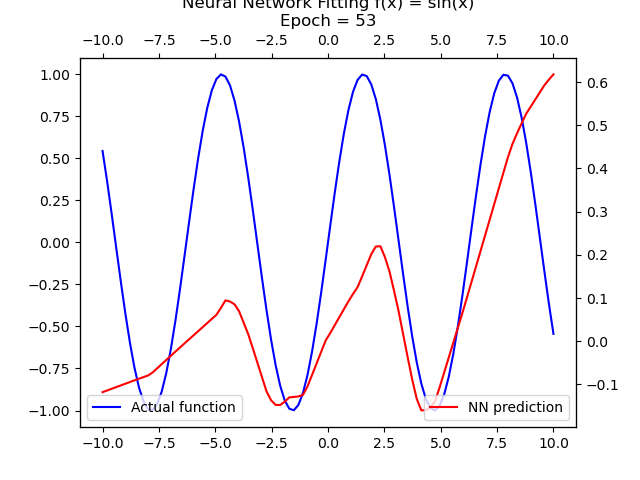 Neural Network Fitting f(x) = sin(x)
Epoch = 53
−10.0 −7.5 −5.0 −2.5 0.0 2.5 5.0 7.5 10.0
1.00
0.75
0.50
0.25
0.00
−0.25
−0.50
−0.75
−1.00
0.6
0.5
0.4
0.3
0.2
0.1
0.0
−0.1
Actual function
NN prediction
−10.0 −7.5 −5.0 −2.5 0.0 2.5 5.0 7.5 10.0